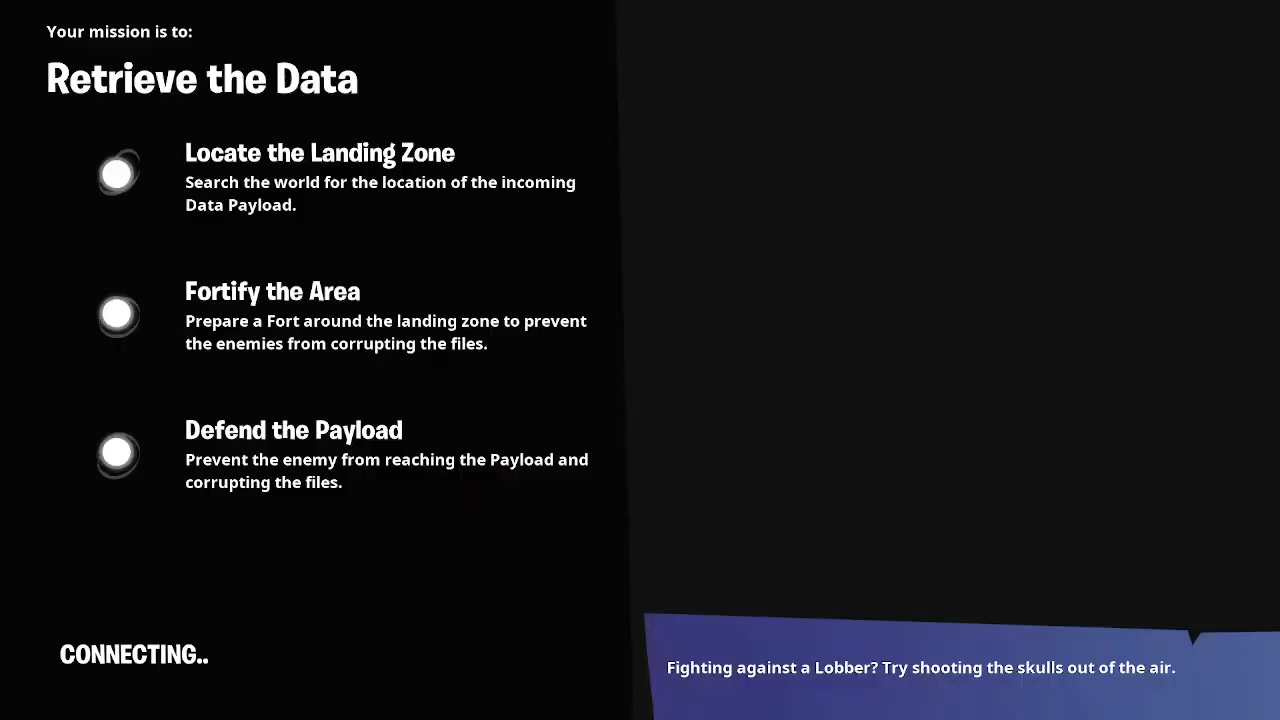 Your mission is to:
Retrieve the Data
Locate the Landing Zone
Search the world for the location of the incoming
Data Payload.
Fortify the Area
Prepare a Fort around the landing zone to prevent
the enemies from corrupting the files.
Defend the Payload
Prevent the enemy from reaching the Payload and
corrupting the files.
CONNECTING..
Fighting against a Lobber? Try shooting the skulls out of the air.